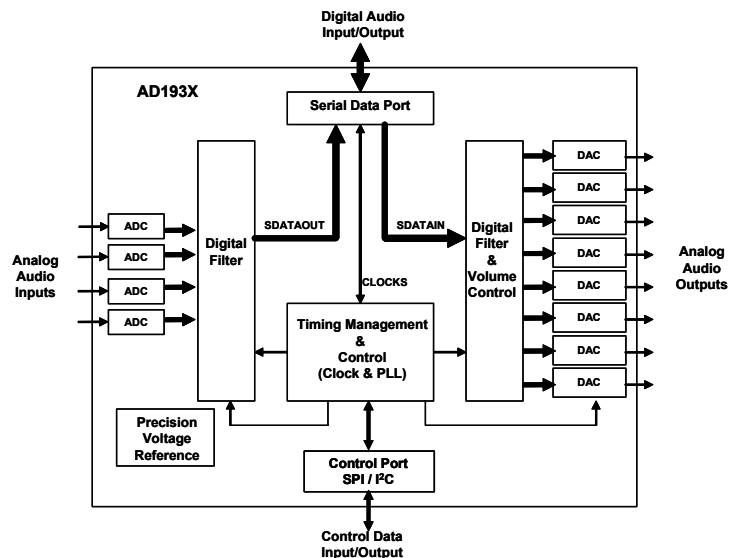 Digital Audio
Input/Output
AD193X
Serial Data Port
ADC
ADC
ADC
ADC
Analog
Audio
Inputs
Digital
Filter
SDATAOUT
SDATAIN
CLOCKS
Digital
Filter
&
Volume
Control
DAC
DAC
DAC
DAC
DAC
DAC
DAC
DAC
Analog
Audio
Outputs
Timing Management
&
Control
(Clock & PLL)
Precision
Voltage
Reference
Control Port
SPI / I²C
Control Data
Input/Output